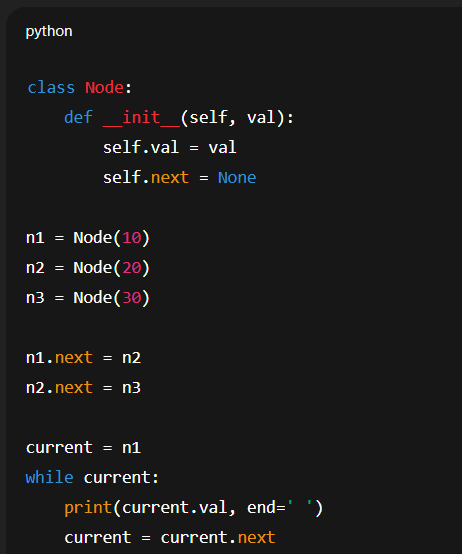 python
class Node:
    def __init__(self, val):
        self.val = val
        self.next = None
n1 = Node(10)
n2 = Node(20)
n3 = Node(30)
n1.next = n2
n2.next = n3
current = n1
while current:
    print(current.val, end=' ')
    current = current.next